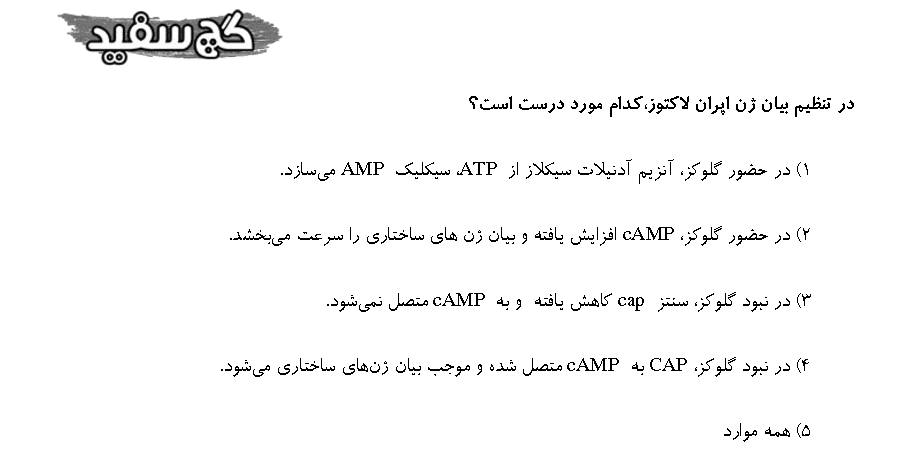 گچ سفید
در تنظیم بیان ژن اپران لاکتوز،کدام مورد درست است؟
۱) در حضور گلوکز، آنزیم آدنیلات سیکلاز از ATP، سیکلیک AMP می‌سازد.
۲) در حضور گلوکز، cAMP افزایش یافته و بیان ژن های ساختاری را سرعت می‌بخشد.
۳) در نبود گلوکز، سنتز cap کاهش یافته و به cAMP متصل نمی‌شود.
۴) در نبود گلوکز، CAP به cAMP متصل شده و موجب بیان ژن‌های ساختاری می‌شود.
۵) همه موارد